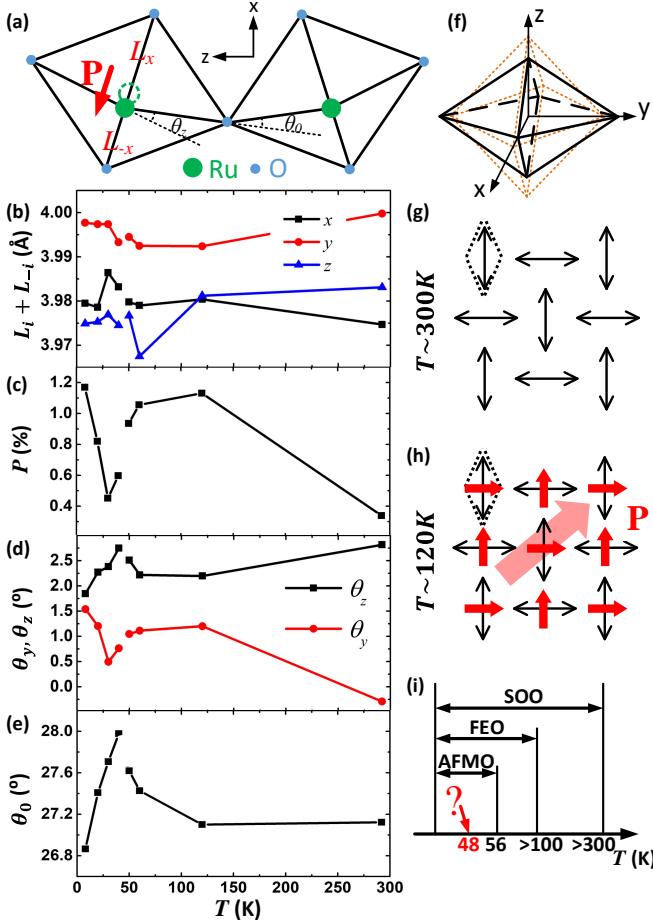 (a)
x
z
L_x
P
θ_z
θ_0
L_-x
Ru
O
(b)
4.00
3.99
3.98
3.97
L_i + L_−i (Å)
x
y
z
(c)
1.2
1.0
0.8
0.6
0.4
P (%)
(d)
2.5
2.0
1.5
1.0
0.5
0.0
θ_y, θ_z (º)
θ_z
θ_y
(e)
28.0
27.6
27.2
26.8
θ_0 (º)
0 50 100 150 200 250 300
T (K)
(f)
z
y
x
(g)
T~300K
(h)
T~120K
P
(i)
SOO
FEO
AFMO
?
48 56 >100 >300
T (K)